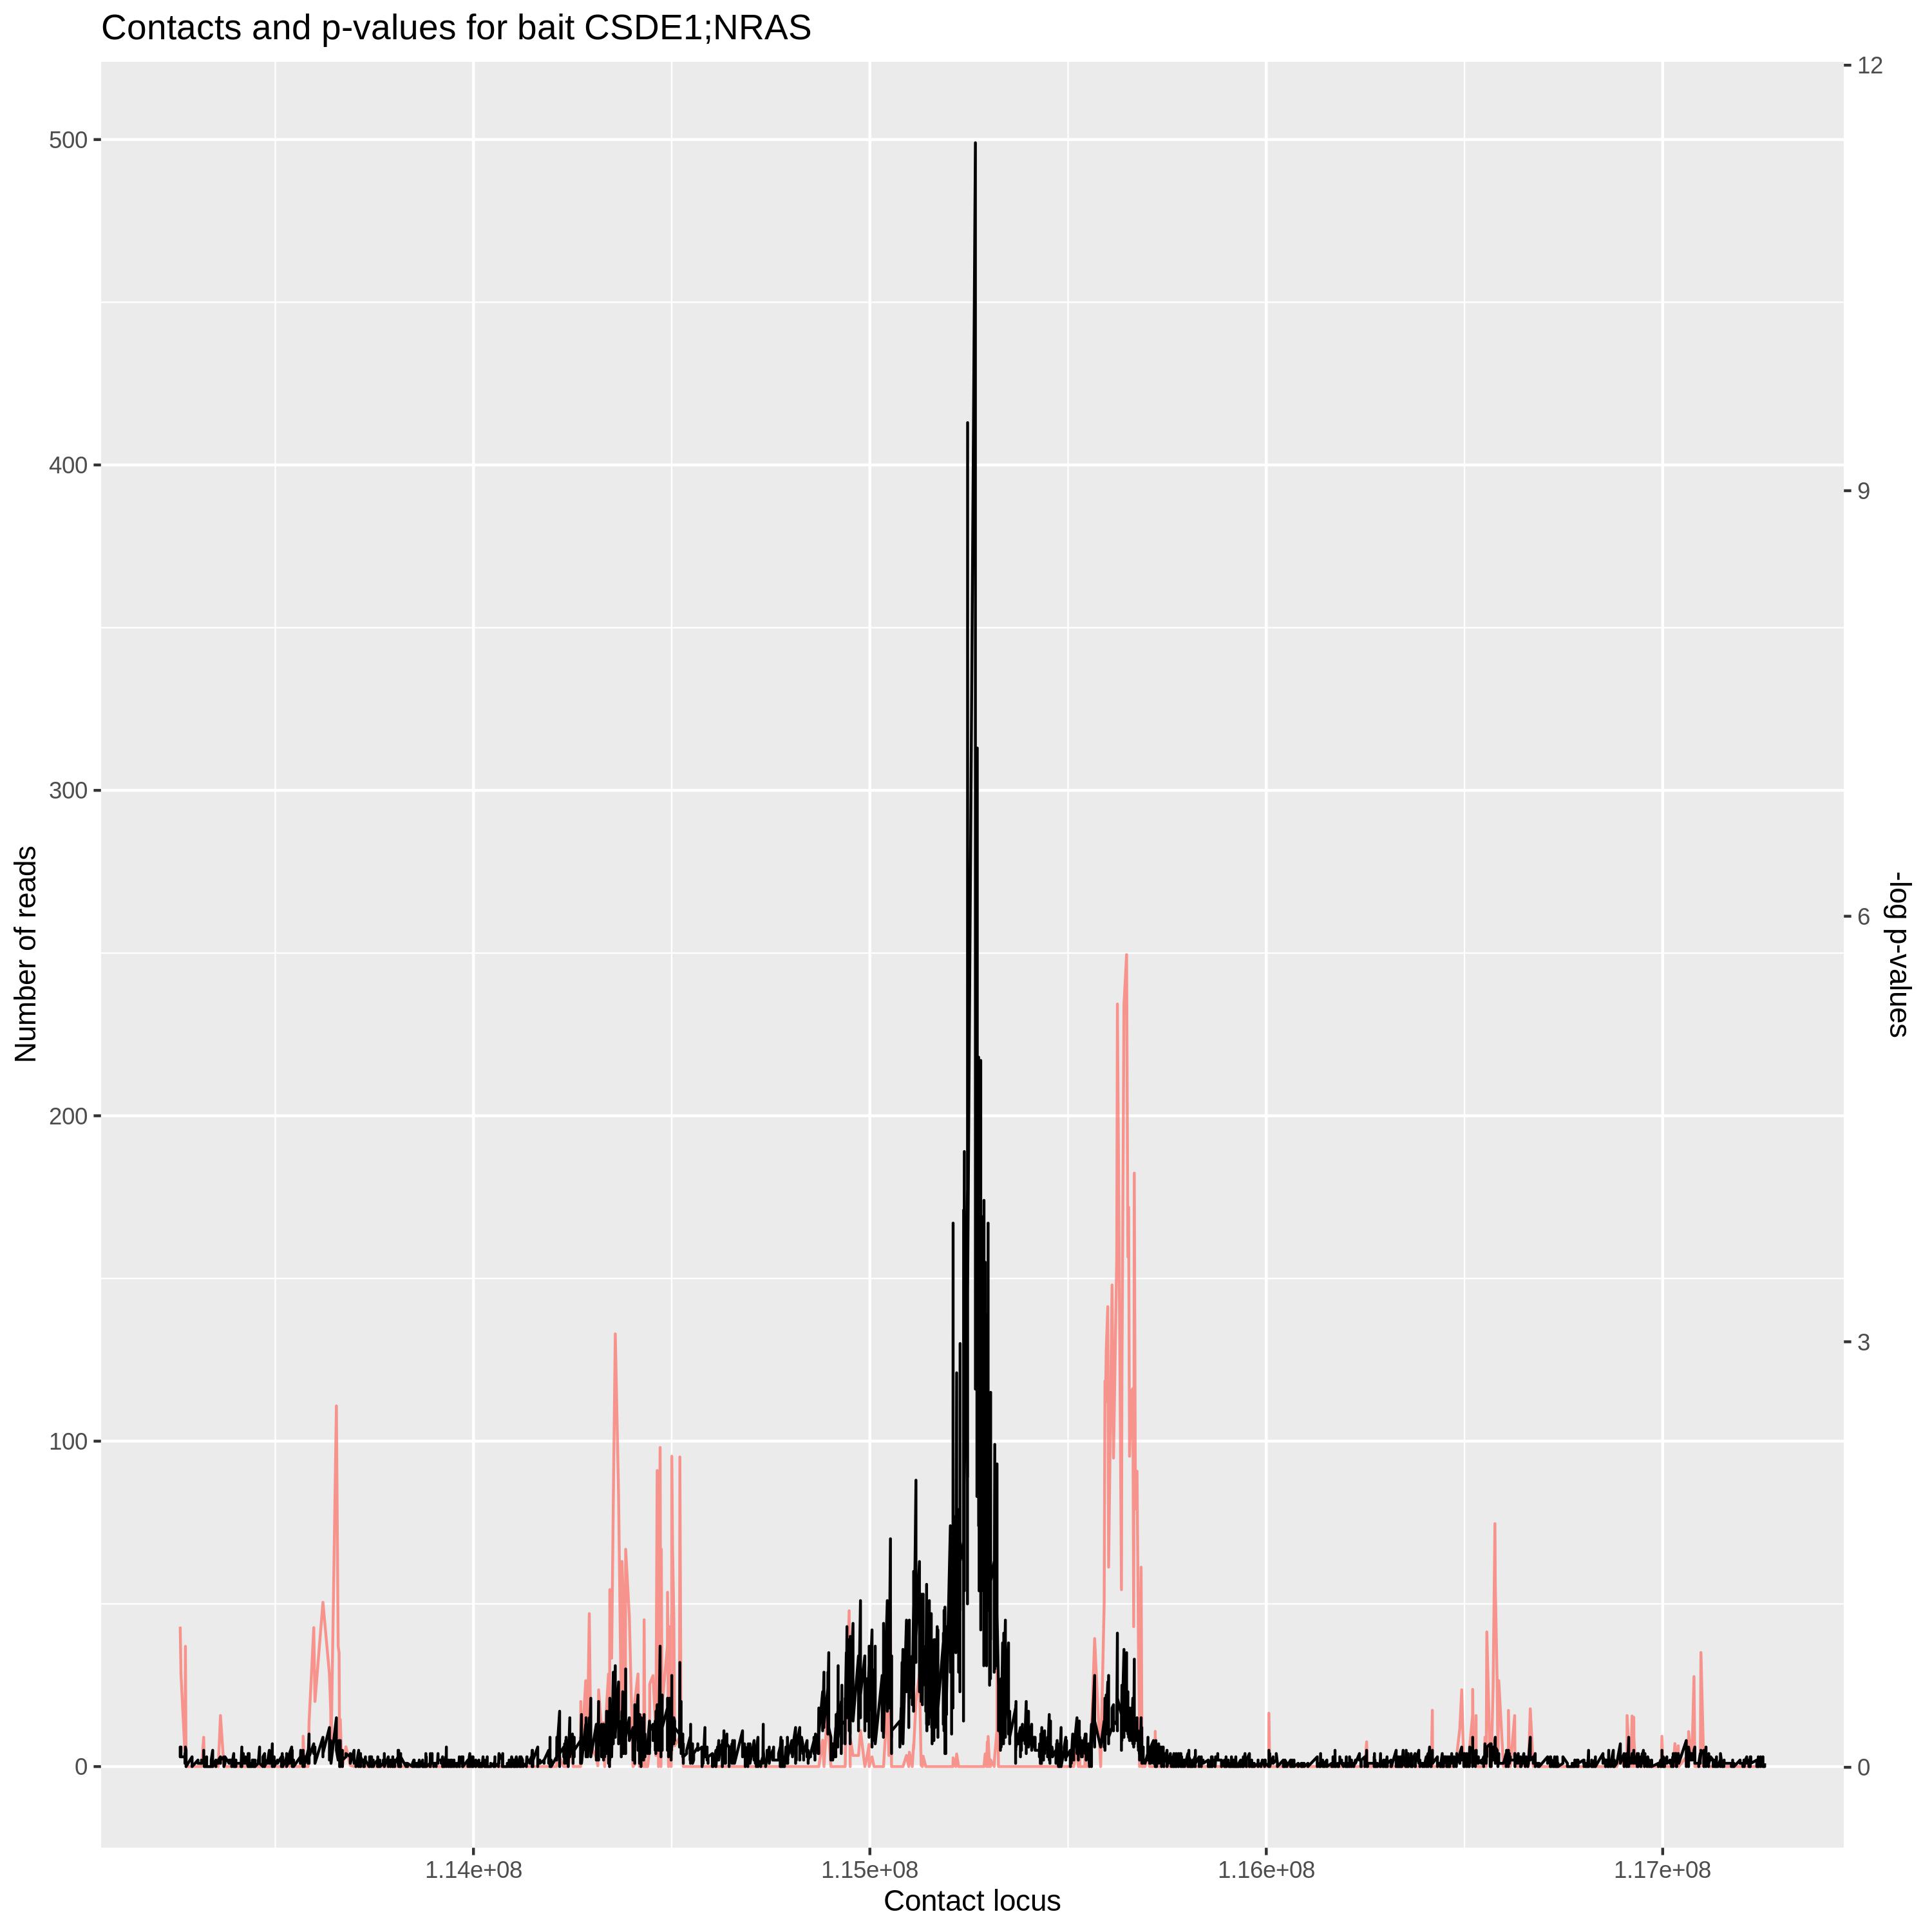 Contacts and p-values for bait CSDE1;NRAS
500
400
300
200
100
0
Number of reads
12
9
6
3
0
-log p-values
1.14e+08
1.15e+08
1.16e+08
1.17e+08
Contact locus